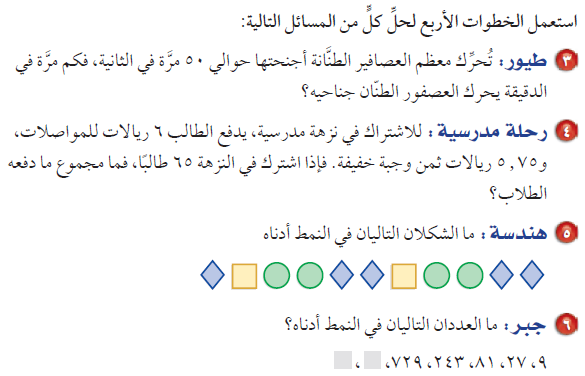 استعمل الخطوات الأربع لحلِّ كلٍّ من المسائل التالية:
٣ طيور: تُحرِّك معظم العصافير الطنَّانة أجنحتها حوالي ٥٠ مرَّة في الثانية، فكم مرَّة في
الدقيقة يحرك العصفور الطنّان جناحيه؟
٤ رحلة مدرسية: للاشتراك في نزهة مدرسية، يدفع الطالب ٦ ريالات للمواصلات،
و٥,٧٥ ريالات ثمن وجبة خفيفة. فإذا اشترك في النزهة ٦٥ طالبًا، فما مجموع ما دفعه
الطلاب؟
٥ هندسة: ما الشكلان التاليان في النمط أدناه
٦ جبر: ما العددان التاليان في النمط أدناه؟
٩، ٢٧، ٨١، ٢٤٣، ٧٢٩، ،